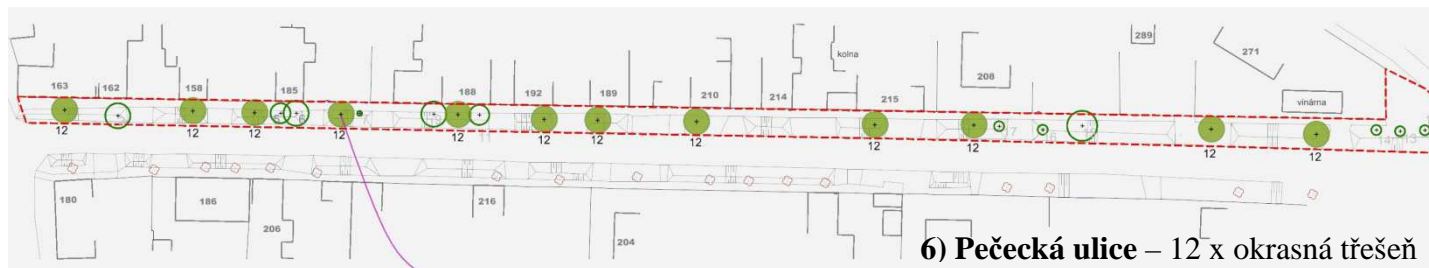 289
271
kolna
163 162 158 185 188 192 189 210 214 215 208
vinárna
17
11
12 12 12 12 12 12 12 12 12 12 12 12
180 186 206 216 204
6) Pečecká ulice – 12 x okrasná třešeň